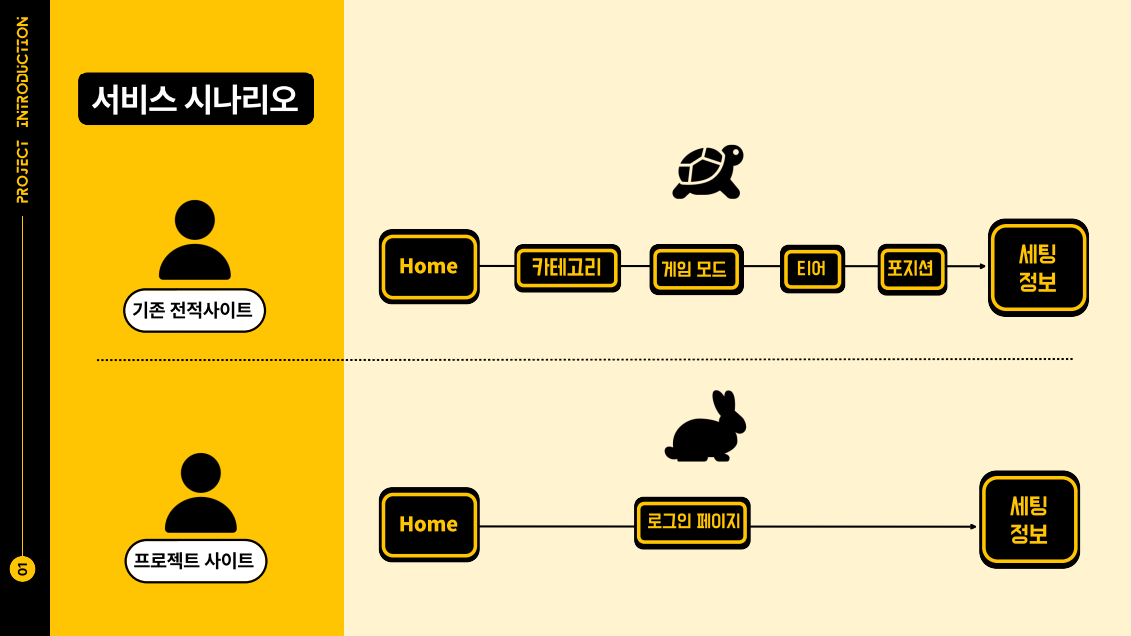 PROJECT INTRODUCTION
01
서비스 시나리오
기존 전적사이트
Home
카테고리
게임 모드
티어
포지션
세팅
정보
프로젝트 사이트
Home
로그인 페이지
세팅
정보